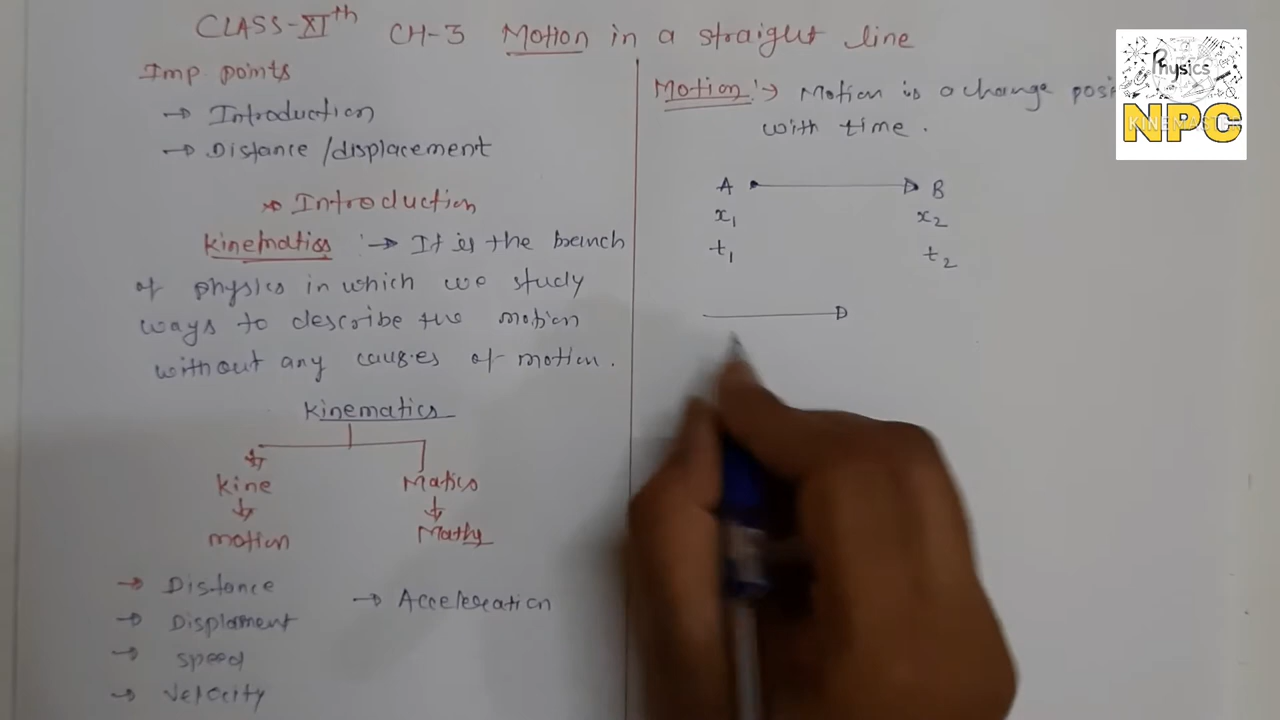 CLASS-XIth CH-3 Motion in a straight line
Imp. points
→ Introduction
→ Distance /displacement
Introduction
Kinematics :→ It is the branch
of physics in which we study
ways to describe the motion
without any causes of motion.
Kinematics
Kine Matics
motion Maths
→ Distance
→ Displament
→ Speed
→ Velocity
→ Acceleration
Motion :→ Motion is a change posi
with time.
A B
x1 x2
t1 t2
Physics
NPC